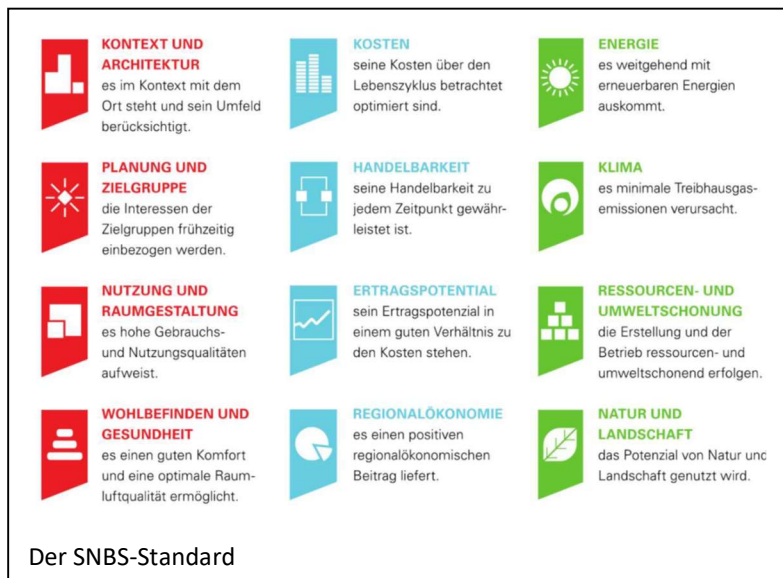 KONTEXT UND
ARCHITEKTUR
es im Kontext mit dem
Ort steht und sein Umfeld
berücksichtigt.
KOSTEN
seine Kosten über den
Lebenszyklus betrachtet
optimiert sind.
ENERGIE
es weitgehend mit
erneuerbaren Energien
auskommt.
PLANUNG UND
ZIELGRUPPE
die Interessen der
Zielgruppen frühzeitig
einbezogen werden.
HANDELBARKEIT
seine Handelbarkeit zu
jedem Zeitpunkt gewähr-
leistet ist.
KLIMA
es minimale Treibhausgas-
emissionen verursacht.
NUTZUNG UND
RAUMGESTALTUNG
es hohe Gebrauchs-
und Nutzungsqualitäten
aufweist.
ERTRAGSPOTENTIAL
sein Ertragspotenzial in
einem guten Verhältnis zu
den Kosten stehen.
RESSOURCEN- UND
UMWELTSCHONUNG
die Erstellung und der
Betrieb ressourcen- und
umweltschonend erfolgen.
WOHLBEFINDEN UND
GESUNDHEIT
es einen guten Komfort
und eine optimale Raum-
luftqualität ermöglicht.
REGIONALÖKONOMIE
es einen positiven
regionalökonomischen
Beitrag liefert.
NATUR UND
LANDSCHAFT
das Potenzial von Natur und
Landschaft genutzt wird.
Der SNBS-Standard